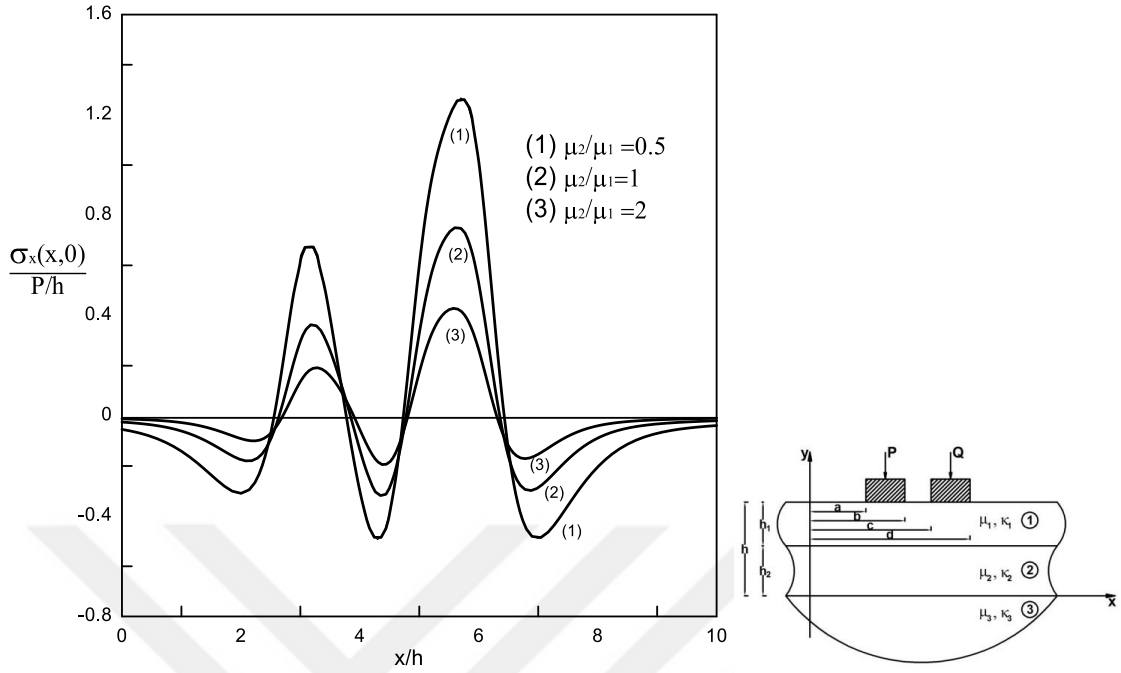 1.6
1.2
0.8
0.4
0
-0.4
-0.8
σx(x,0)
P/h
(1)
(2)
(3)
(1) μ2/μ1 =0.5
(2) μ2/μ1=1
(3) μ2/μ1 =2
(3)
(2)
(1)
0 2 4 6 8 10
x/h
y P Q
a
b
c
d
h1
h
h2
μ1, κ1 1
μ2, κ2 2
μ3, κ3 3
x